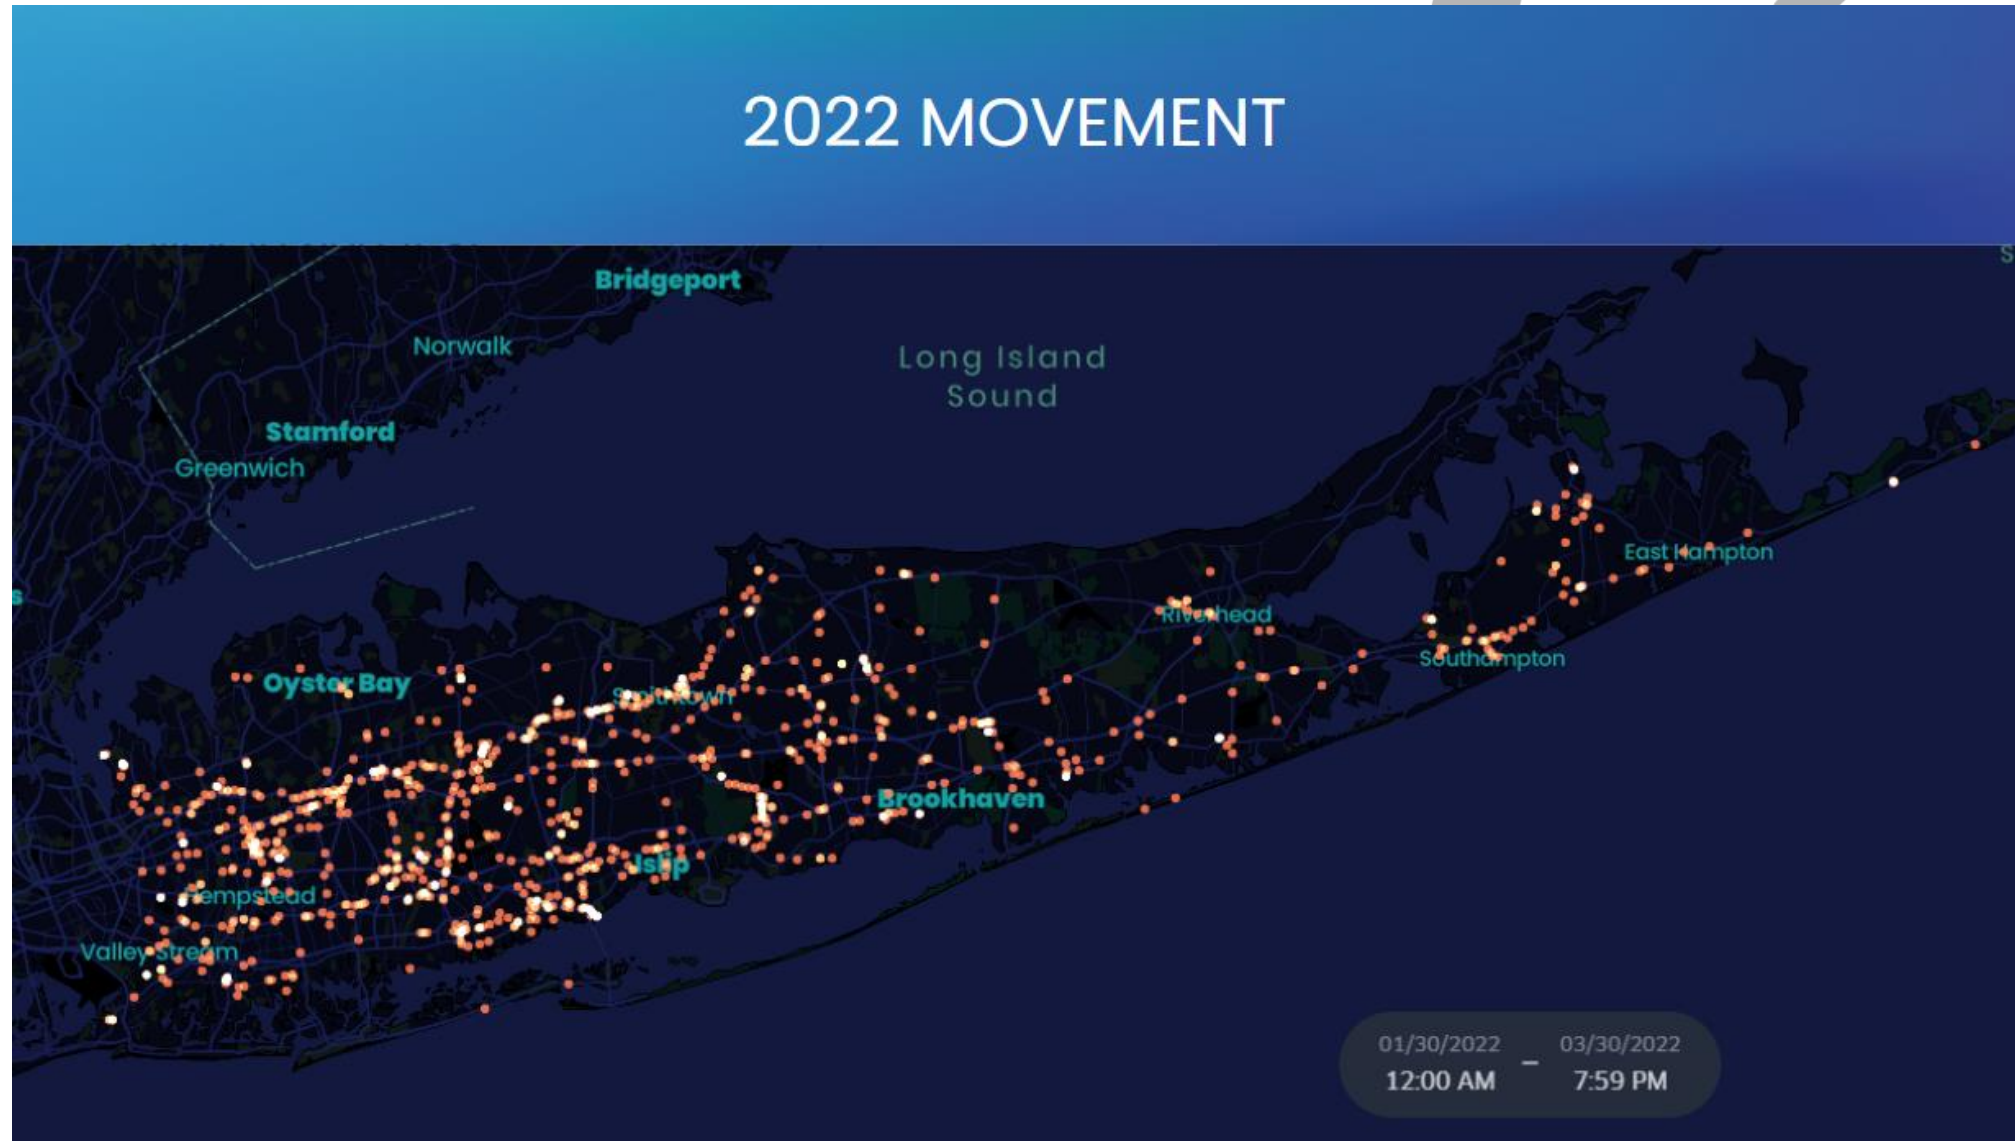 2022 MOVEMENT
Bridgeport
Norwalk
Long Island
Sound
Stamford
Greenwich
East Hampton
Riverhead
Southampton
Oyster Bay
Smithtown
Brookhaven
Islip
Hempstead
Valley Stream
01/30/2022 – 03/30/2022
12:00 AM 7:59 PM